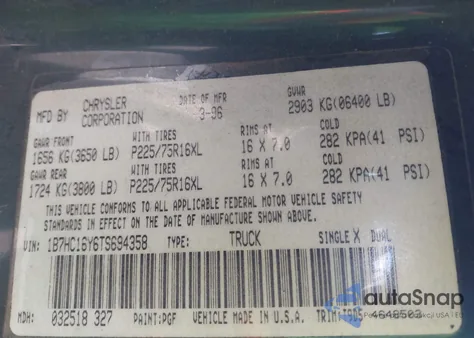 MFD BY CHRYSLER CORPORATION DATE OF MFR 3-96 GVWR 2903 KG(06400 LB)
GAWR FRONT WITH TIRES RIMS AT COLD
1656 KG(3650 LB) P225/75R16XL 16 X 7.0 282 KPA(41 PSI)
GAWR REAR WITH TIRES RIMS AT COLD
1724 KG(3800 LB) P225/75R16XL 16 X 7.0 282 KPA(41 PSI)
THIS VEHICLE CONFORMS TO ALL APPLICABLE FEDERAL MOTOR VEHICLE SAFETY
STANDARDS IN EFFECT ON THE DATE OF MANUFACTURE SHOWN ABOVE.
VIN: 1B7HC16Y6TS694358 TYPE: TRUCK SINGLE X DUAL
MDH: 032518 327 PAINT:PGF VEHICLE MADE IN U.S.A. TRIM: 4648503
autoSnap